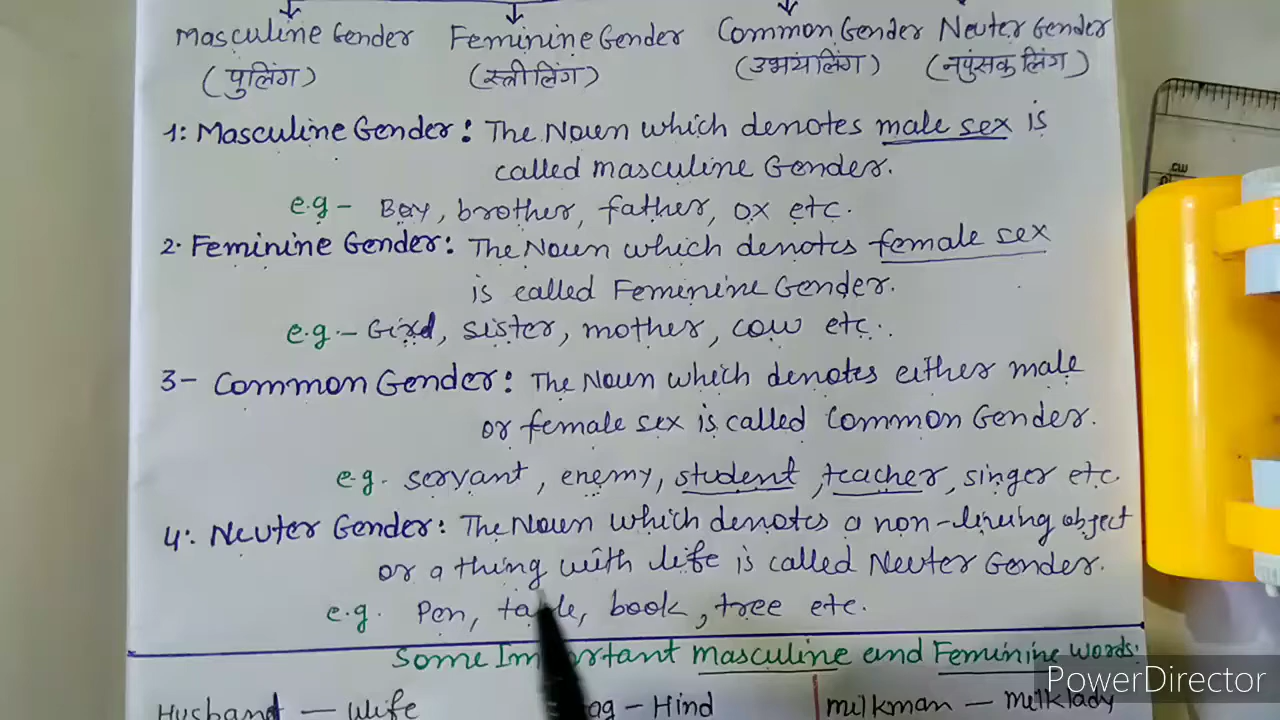 Masculine Gender Feminine Gender Common Gender Neuter Gender
(पुलिंग) (स्त्रीलिंग) (उभयलिंग) (नपुंसक लिंग)
1: Masculine Gender: The Noun which denotes male sex is
called masculine Gender.
e.g - Boy, brother, father, ox etc.
2. Feminine Gender: The Noun which denotes female sex
is called Feminine Gender.
e.g. - Girl, sister, mother, cow etc.
3- Common Gender: The Noun which denotes either male
or female sex is called Common Gender.
e.g. servant, enemy, student, teacher, singer etc
4: Neuter Gender: The Noun which denotes a non-living object
or a thing with life is called Neuter Gender.
e.g. Pen, table, book, tree etc.
Some Important masculine and Feminine words:
Husband — Wife – Hind milkman — Milklady
CM
PowerDirector